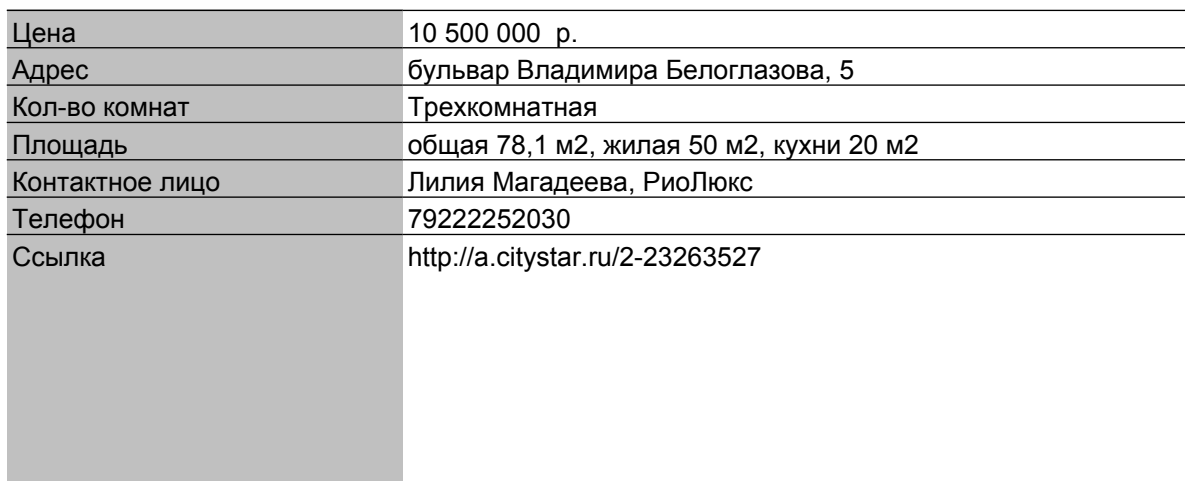 Цена 10 500 000 р.
Адрес бульвар Владимира Белоглазова, 5
Кол-во комнат Трехкомнатная
Площадь общая 78,1 м2, жилая 50 м2, кухни 20 м2
Контактное лицо Лилия Магадеева, РиоЛюкс
Телефон 79222252030
Ссылка http://a.citystar.ru/2-23263527